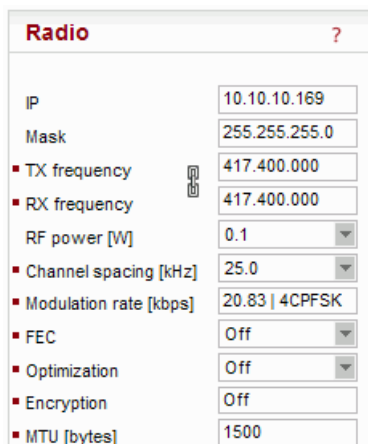 Radio ?
IP 10.10.10.169
Mask 255.255.255.0
TX frequency 417.400.000
RX frequency 417.400.000
RF power [W] 0.1
Channel spacing [kHz] 25.0
Modulation rate [kbps] 20.83 | 4CPFSK
FEC Off
Optimization Off
Encryption Off
MTU [bytes] 1500